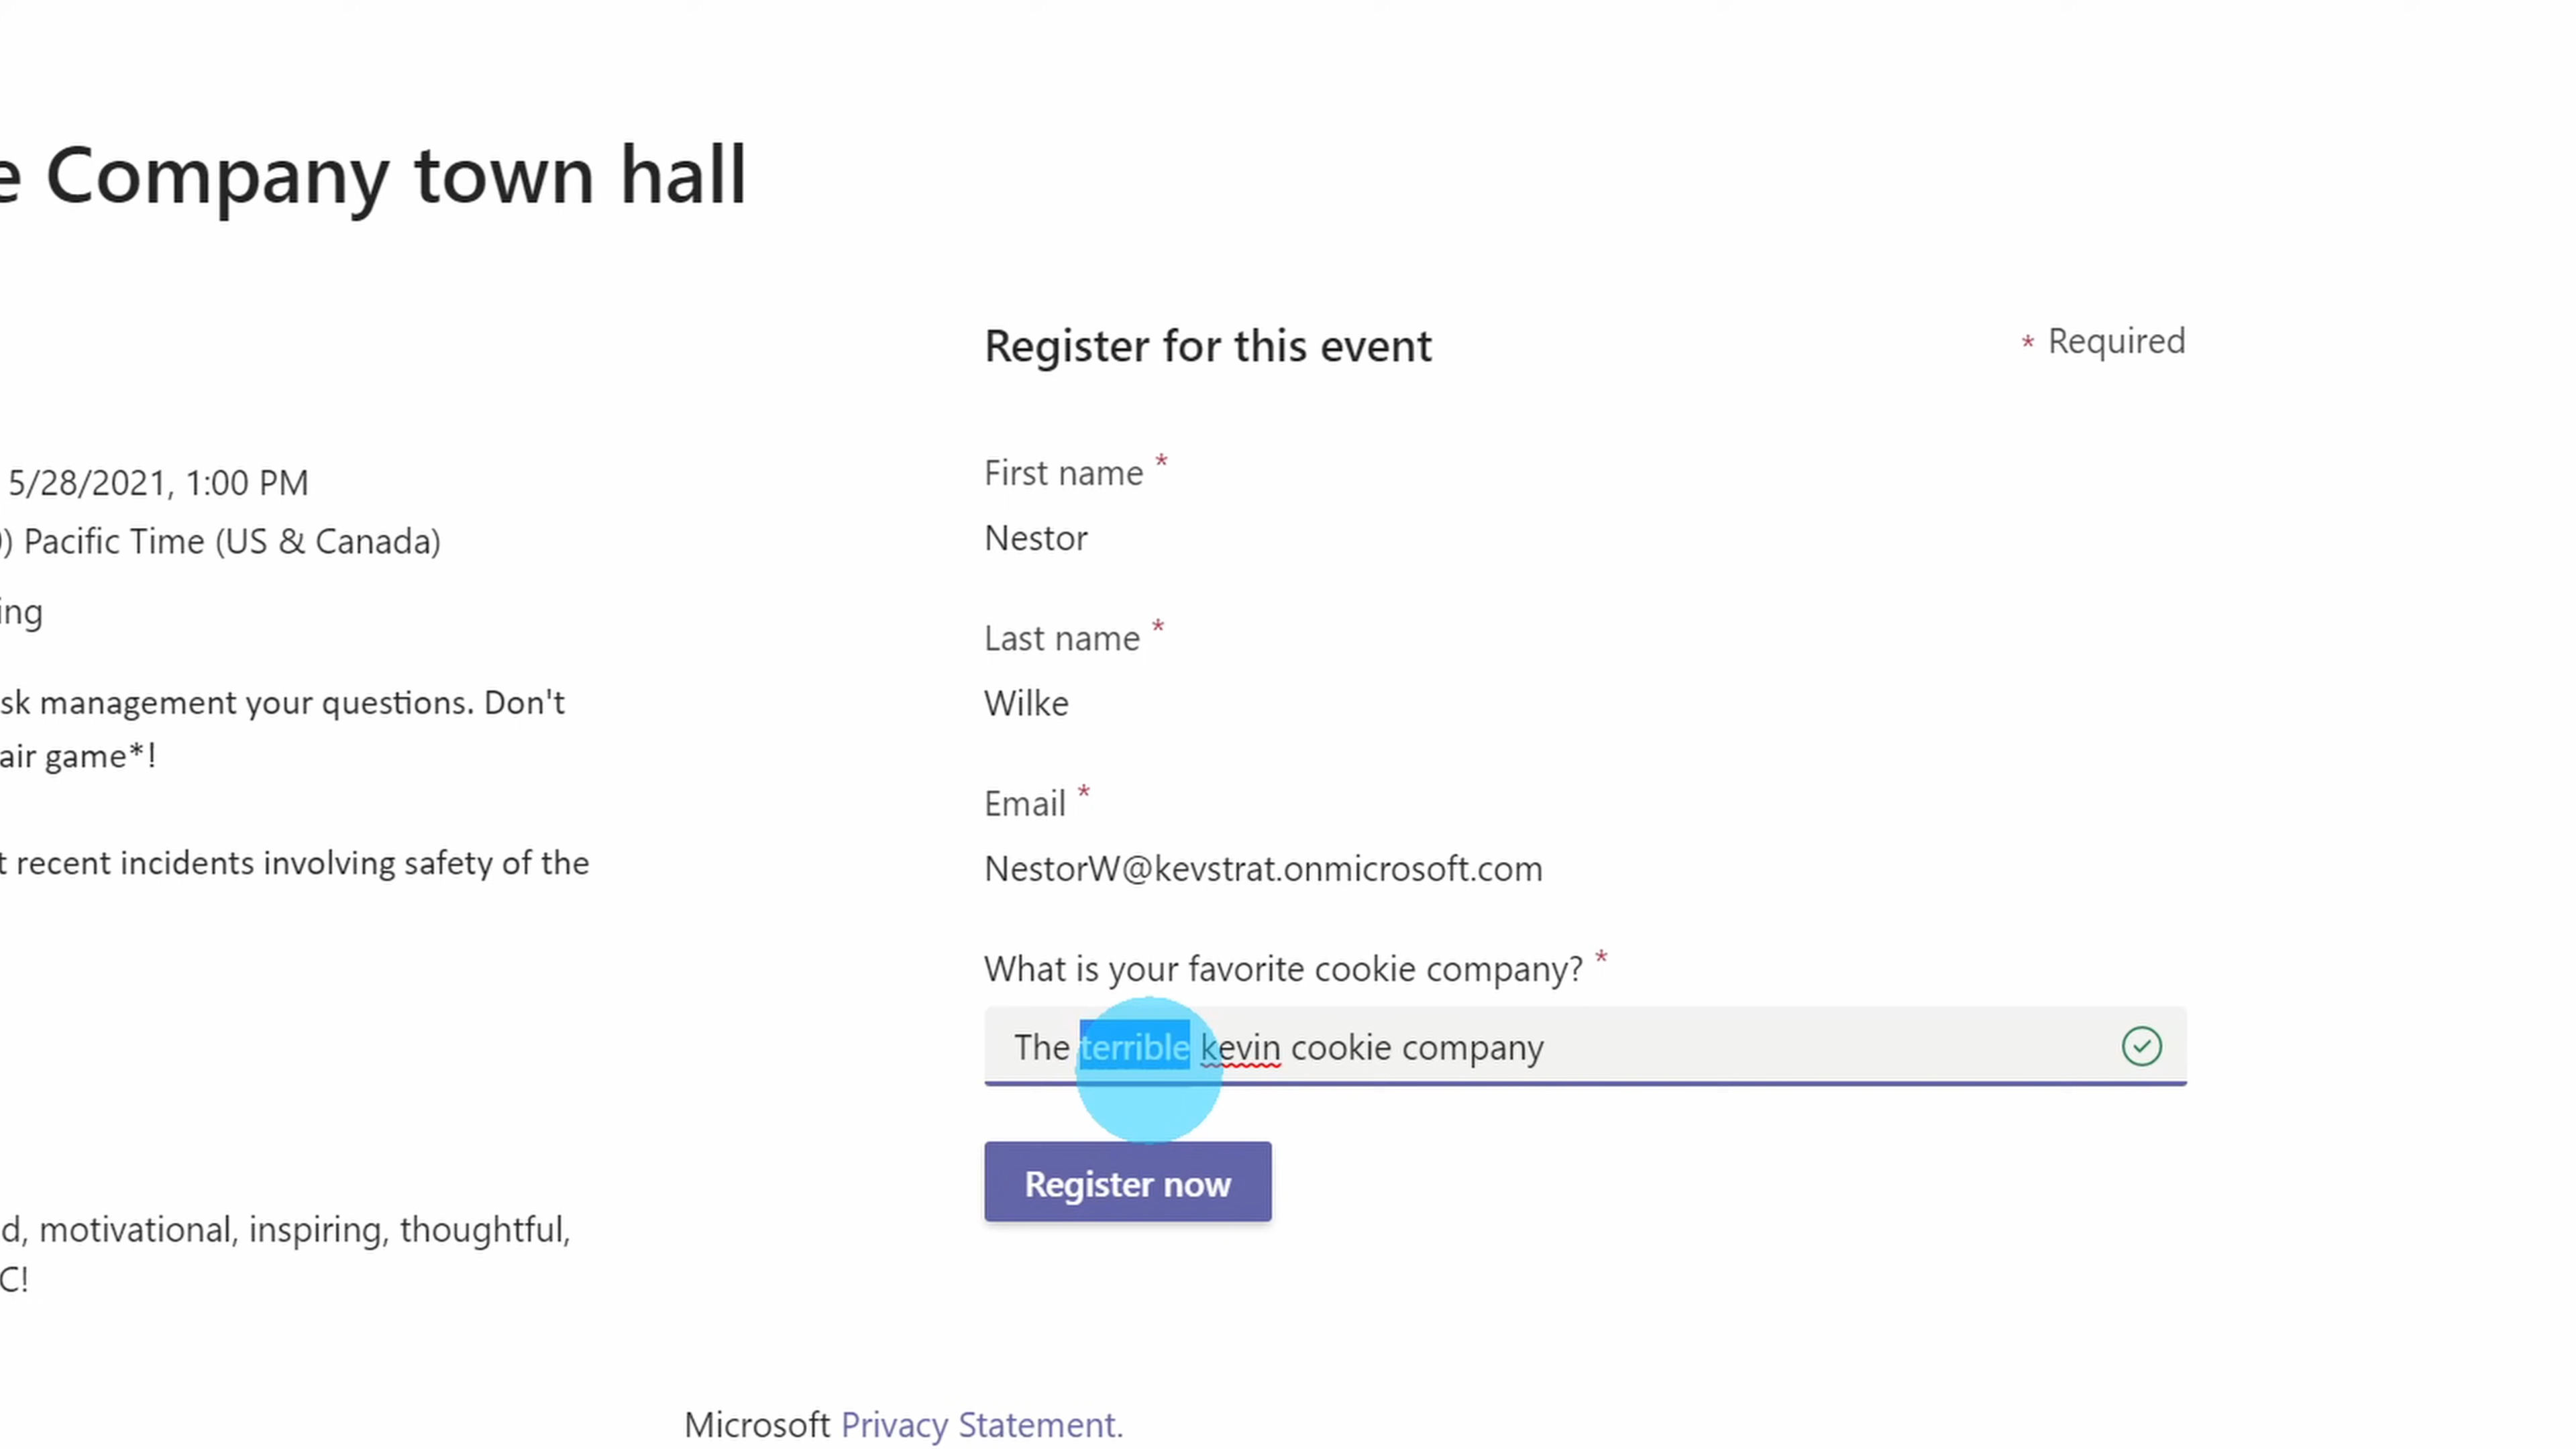 e Company town hall
Register for this event
* Required
5/28/2021, 1:00 PM
) Pacific Time (US & Canada)
ing
sk management your questions. Don't
air game*!
t recent incidents involving safety of the
d, motivational, inspiring, thoughtful,
C!
First name *
Nestor
Last name *
Wilke
Email *
NestorW@kevstrat.onmicrosoft.com
What is your favorite cookie company? *
The terrible kevin cookie company
Register now
Microsoft Privacy Statement.